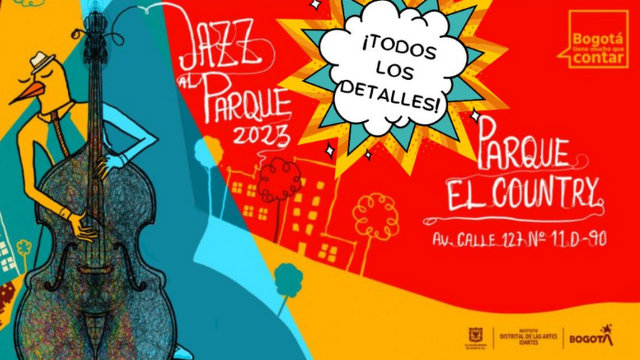 JAZZ
AL
PARQUE
2023
¡TODOS
LOS
DETALLES!
Bogotá
tiene mucho que
contar
PARQUE
EL COUNTRY
AV. CALLE 127 Nº 11D-90
INSTITUTO
DISTRITAL DE LAS ARTES
IDARTES
BOGOTÁ